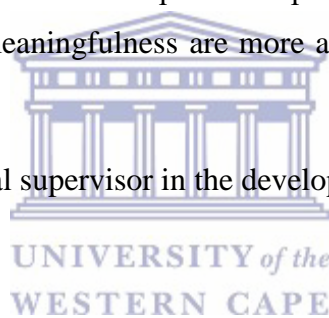 eaningfulness are more a
al supervisor in the develop
UNIVERSITY of the
WESTERN CAPE